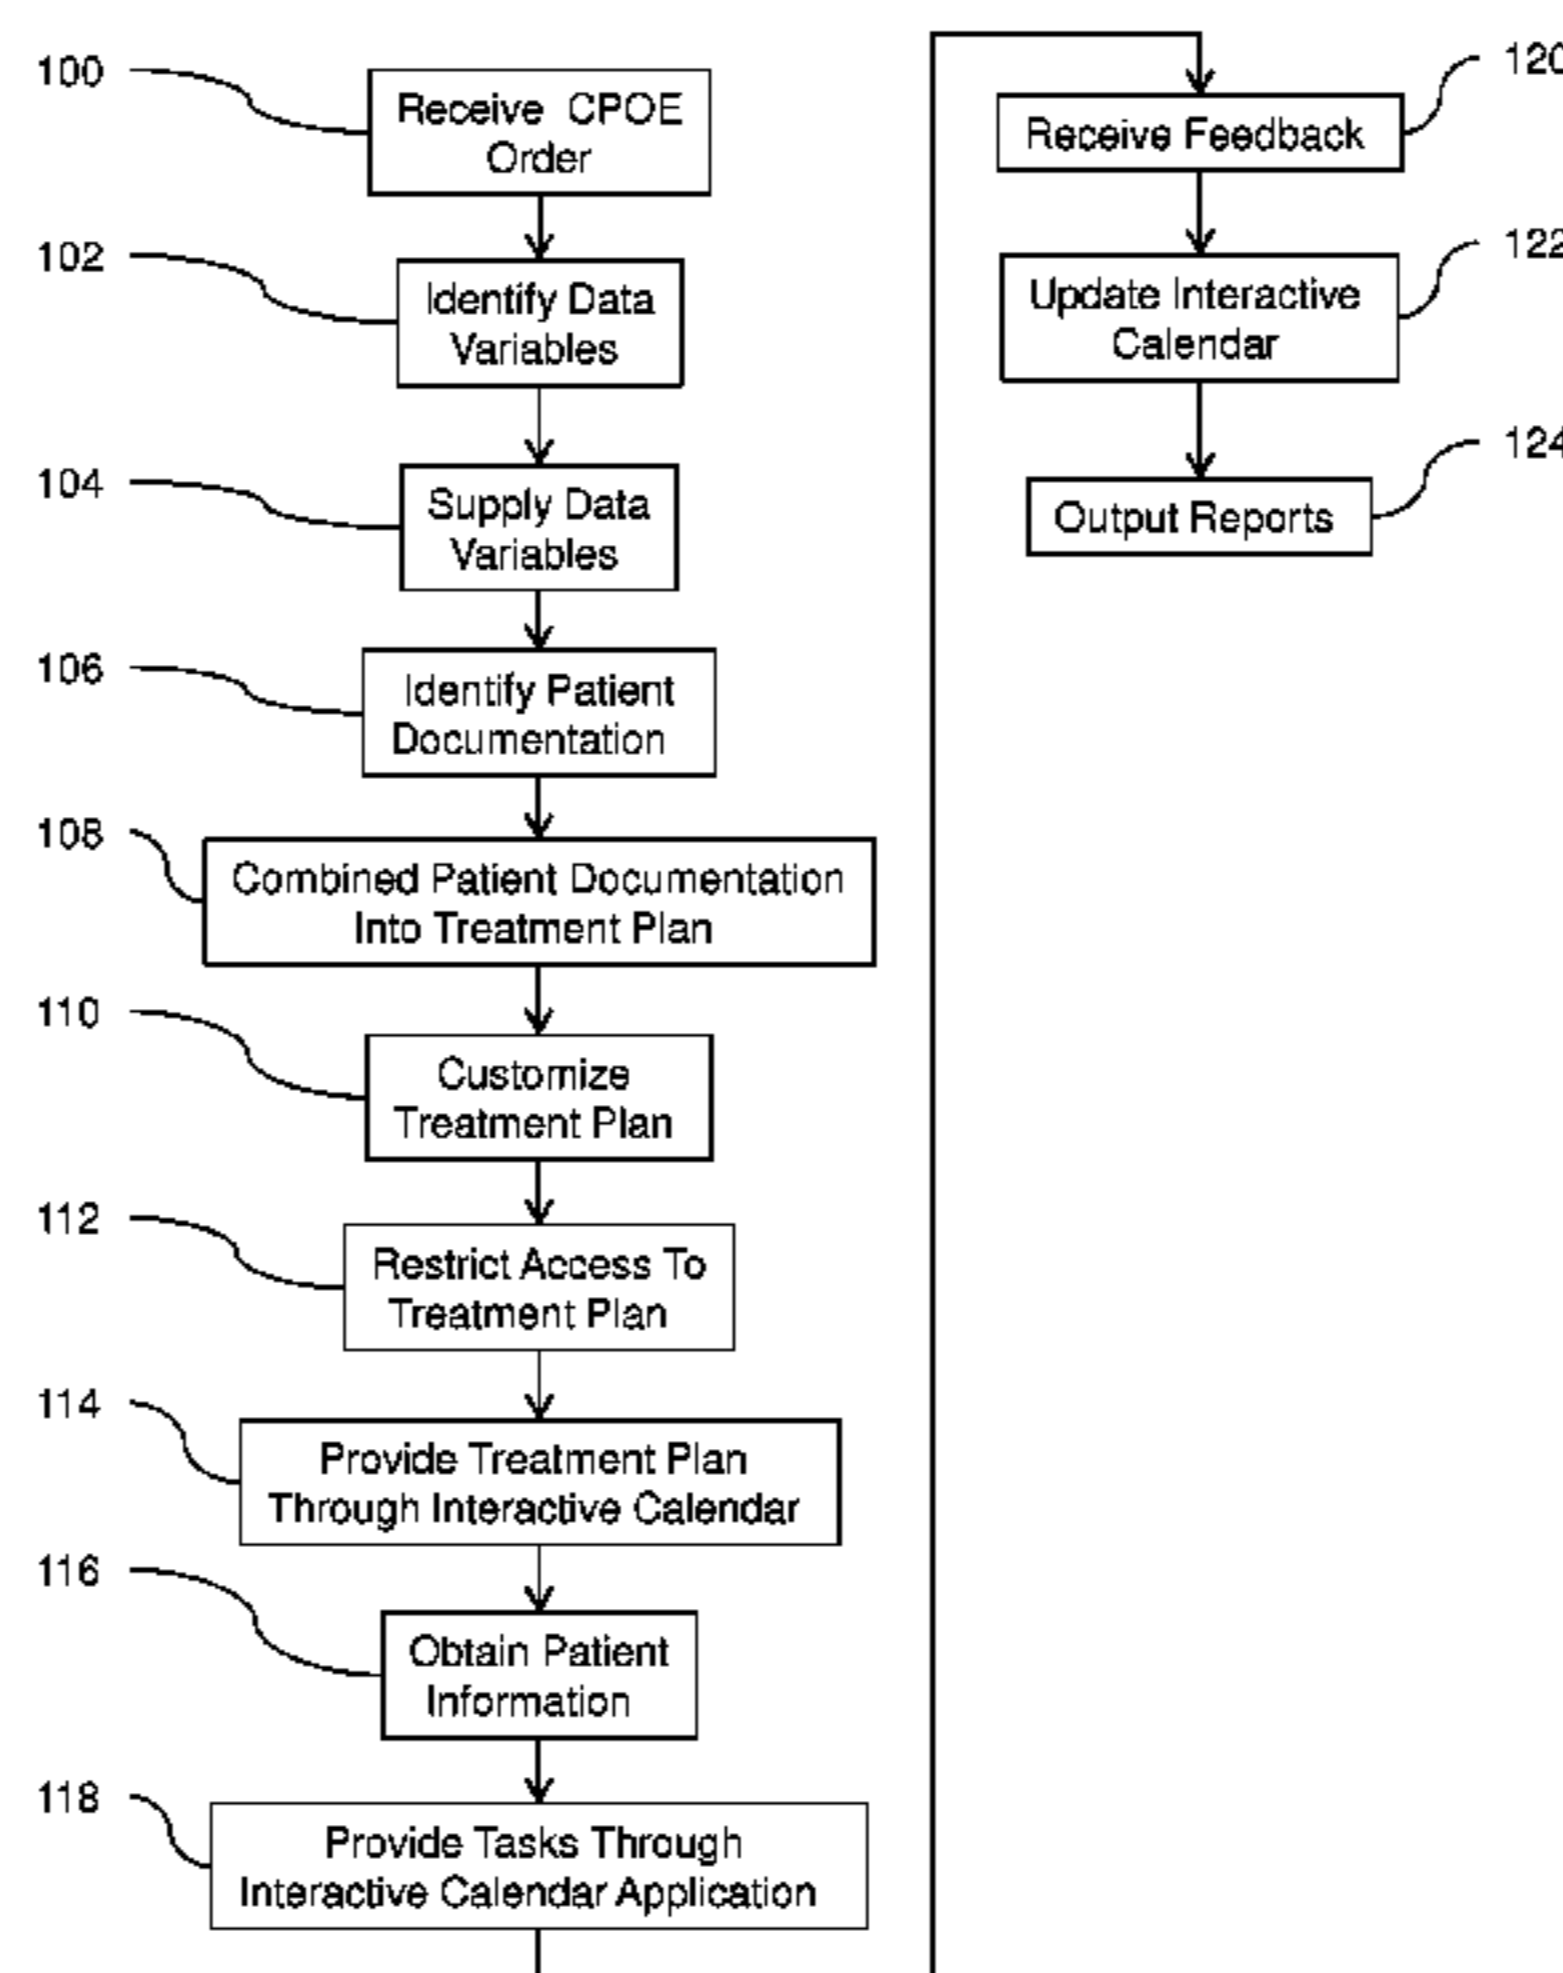 100
Receive CPOE
Order
102
Identify Data
Variables
104
Supply Data
Variables
106
Identify Patient
Documentation
108
Combined Patient Documentation
Into Treatment Plan
110
Customize
Treatment Plan
112
Restrict Access To
Treatment Plan
114
Provide Treatment Plan
Through Interactive Calendar
116
Obtain Patient
Information
118
Provide Tasks Through
Interactive Calendar Application
120
Receive Feedback
122
Update Interactive
Calendar
124
Output Reports